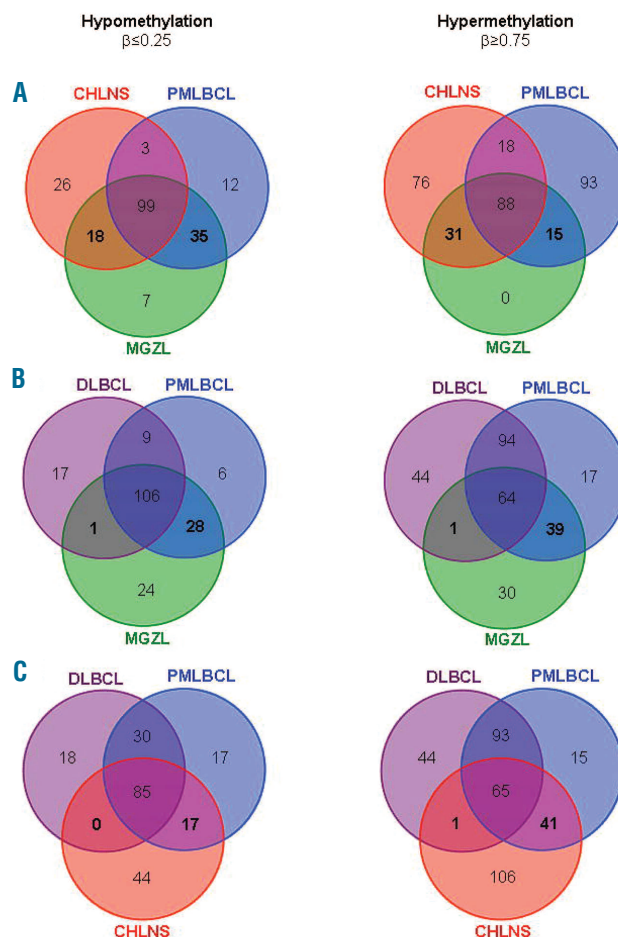 Hypomethylation Hypermethylation
β≤0.25 β≥0.75
A
CHLNS PMLBCL CHLNS PMLBCL
3 18
26 12 76 93
99 88
18 35 31 15
7 0
MGZL MGZL
B
DLBCL PMLBCL DLBCL PMLBCL
9 94
17 6 44 17
106 64
1 28 1 39
24 30
MGZL MGZL
C
DLBCL PMLBCL DLBCL PMLBCL
30 93
18 17 44 15
85 65
0 17 1 41
44 106
CHLNS CHLNS